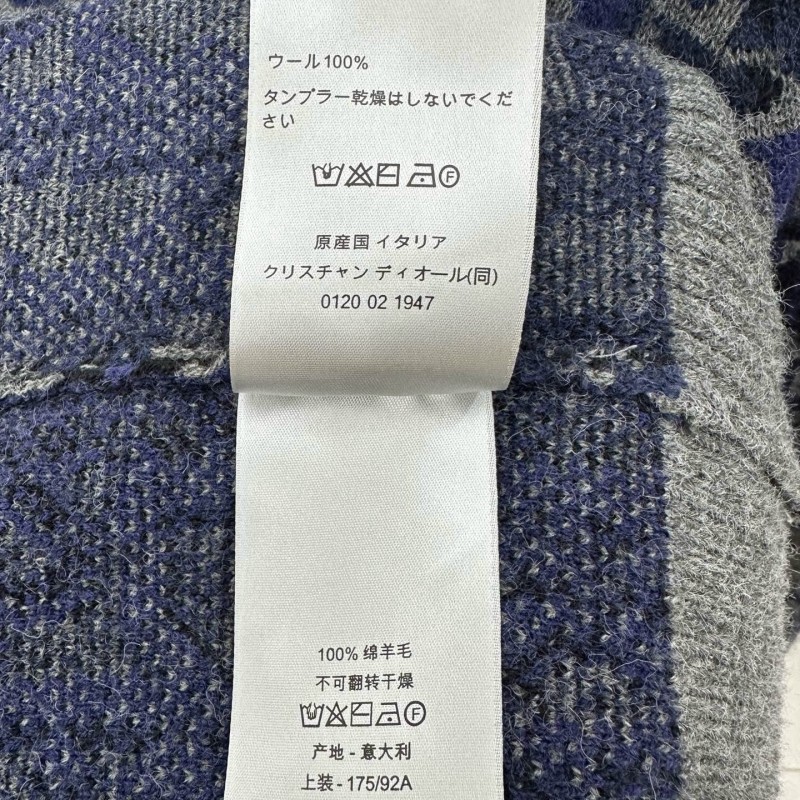 ウール100%
タンプラー乾燥はしないでくだ
さい
F
原産国 イタリア
クリスチャン ディオール(同)
0120 02 1947
100% 绵羊毛
不可翻转干燥
F
产地 - 意大利
上装 - 175/92A